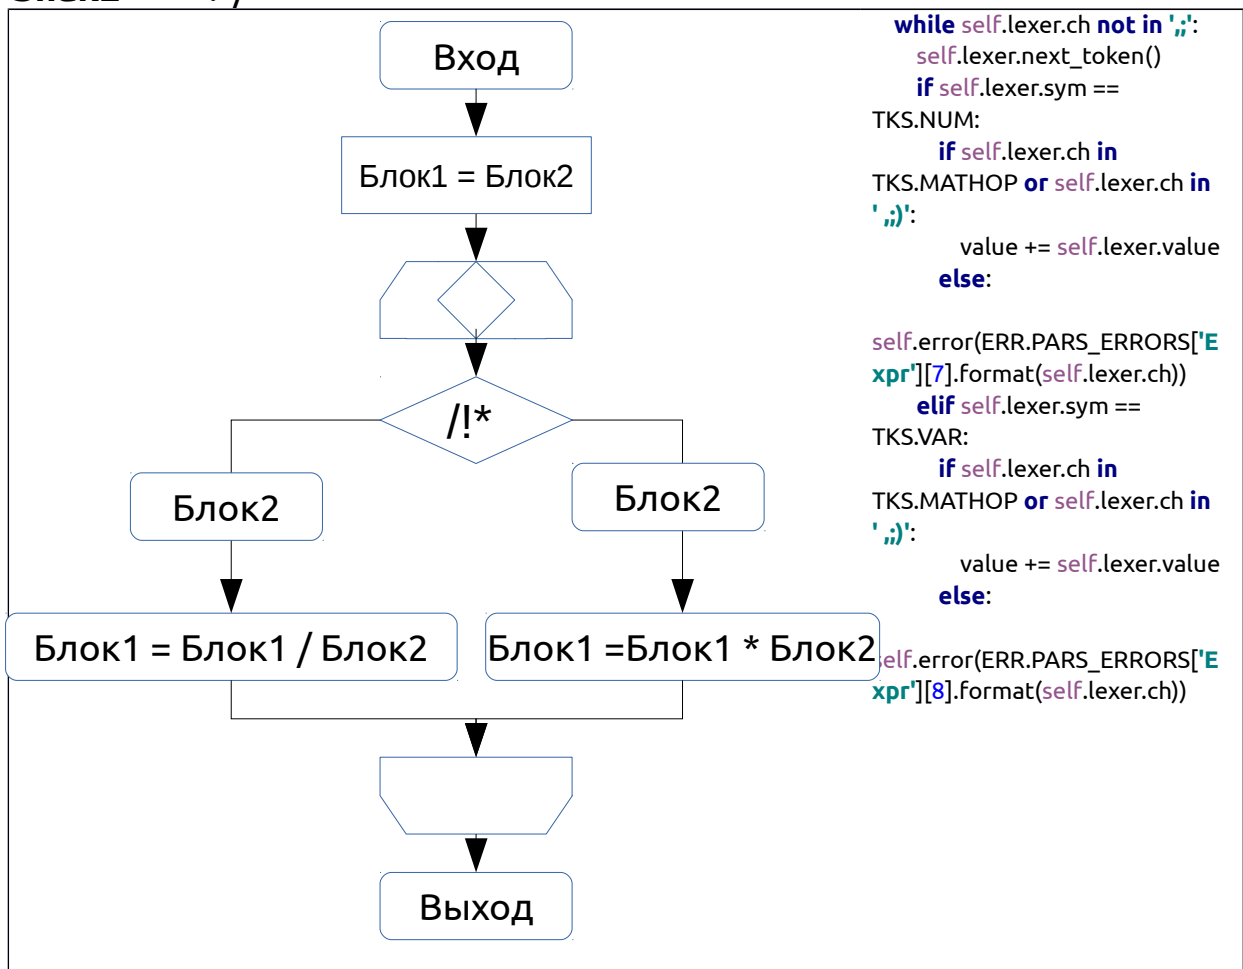 Вход
Блок1 = Блок2
/!*
Блок2
Блок2
Блок1 = Блок1 / Блок2
Блок1 =Блок1 * Блок2
Выход
while self.lexer.ch not in ',;':
self.lexer.next_token()
if self.lexer.sym ==
TKS.NUM:
if self.lexer.ch in
TKS.MATHOP or self.lexer.ch in
' ,;)':
value += self.lexer.value
else:
self.error(ERR.PARS_ERRORS['E
xpr'][7].format(self.lexer.ch))
elif self.lexer.sym ==
TKS.VAR:
if self.lexer.ch in
TKS.MATHOP or self.lexer.ch in
' ,;)':
value += self.lexer.value
else:
self.error(ERR.PARS_ERRORS['E
xpr'][8].format(self.lexer.ch))